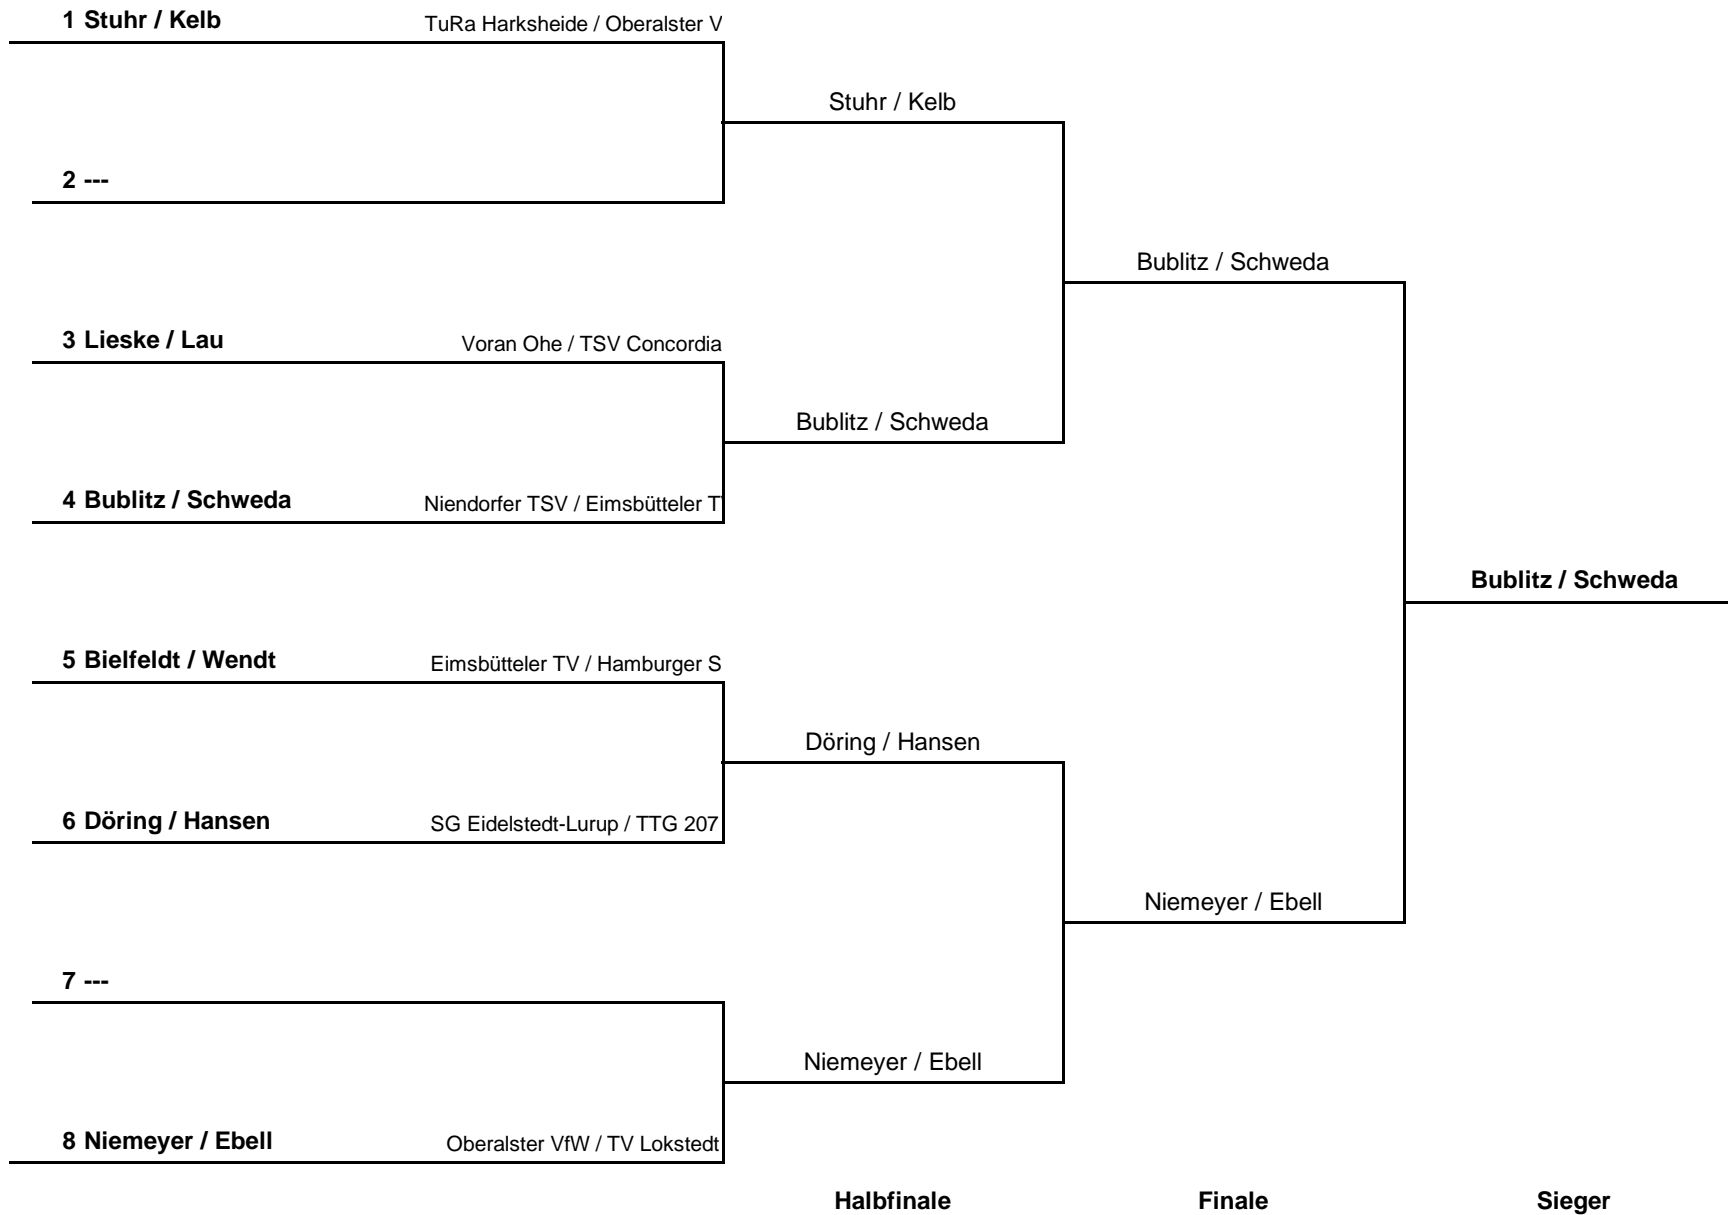 1 Stuhr / Kelb TuRa Harksheide / Oberalster V
Stuhr / Kelb
2 ---
Bublitz / Schweda
3 Lieske / Lau Voran Ohe / TSV Concordia
Bublitz / Schweda
4 Bublitz / Schweda Niendorfer TSV / Eimsbütteler T
Bublitz / Schweda
5 Bielfeldt / Wendt Eimsbütteler TV / Hamburger S
Döring / Hansen
6 Döring / Hansen SG Eidelstedt-Lurup / TTG 207
Niemeyer / Ebell
7 ---
Niemeyer / Ebell
8 Niemeyer / Ebell Oberalster VfW / TV Lokstedt
Halbfinale Finale Sieger